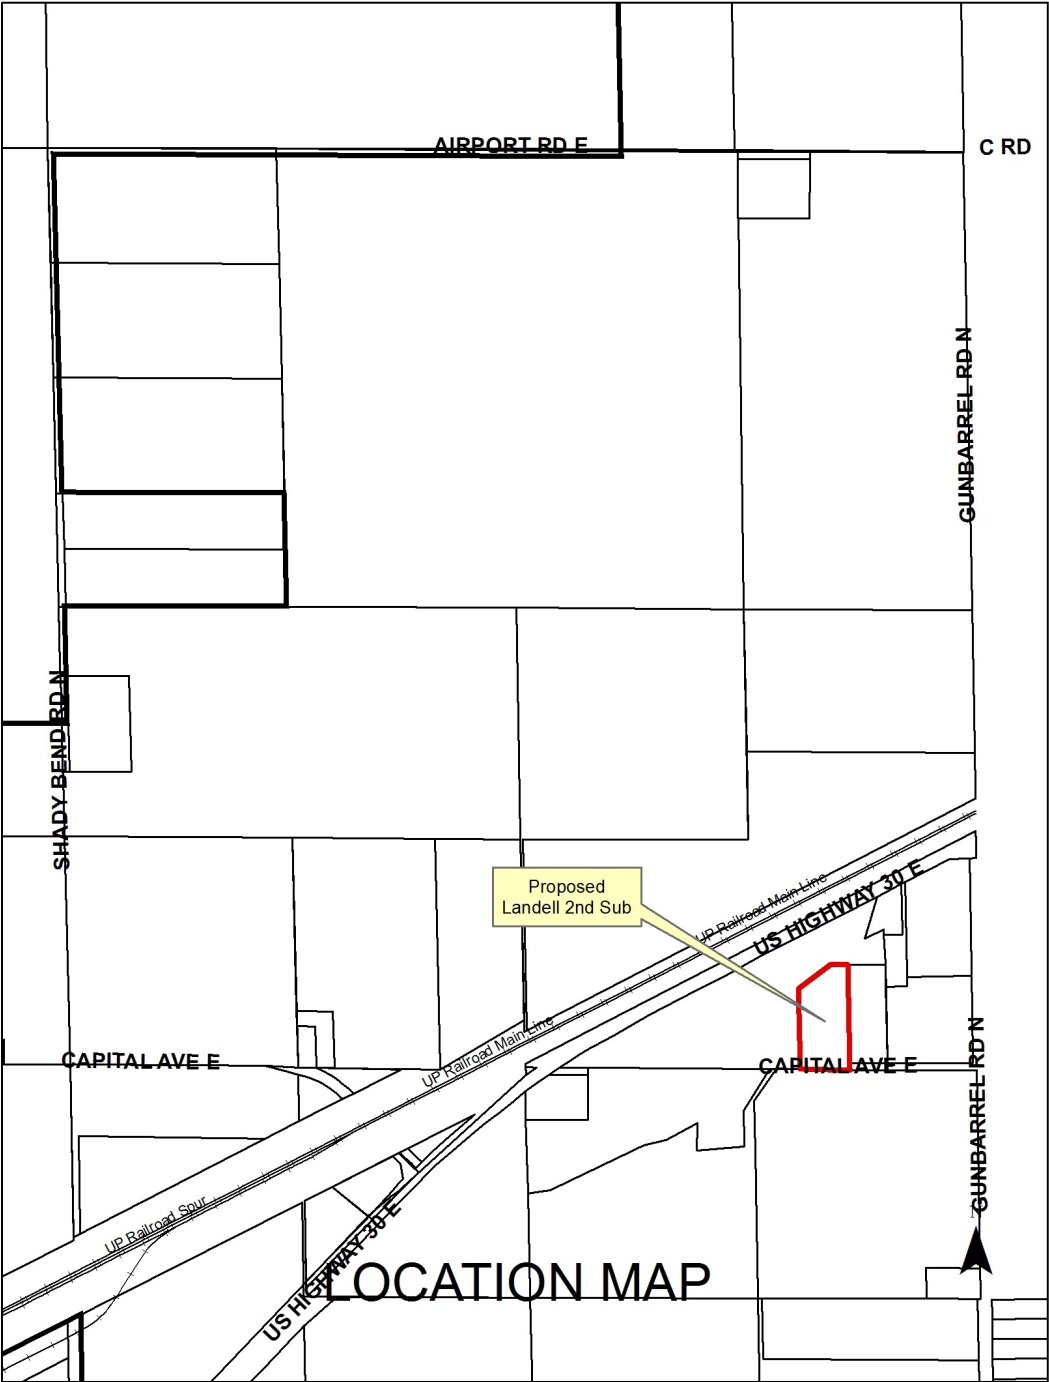 AIRPORT RD E
C RD
GUNBARREL RD N
SHADY BEND RD N
Proposed
Landell 2nd Sub
UP Railroad Main Line
US HIGHWAY 30 E
UP Railroad Main Line
CAPITAL AVE E
CAPITAL AVE E
GUNBARREL RD N
UP Railroad Spur
US HIGHWAY 30 E
N
LOCATION MAP